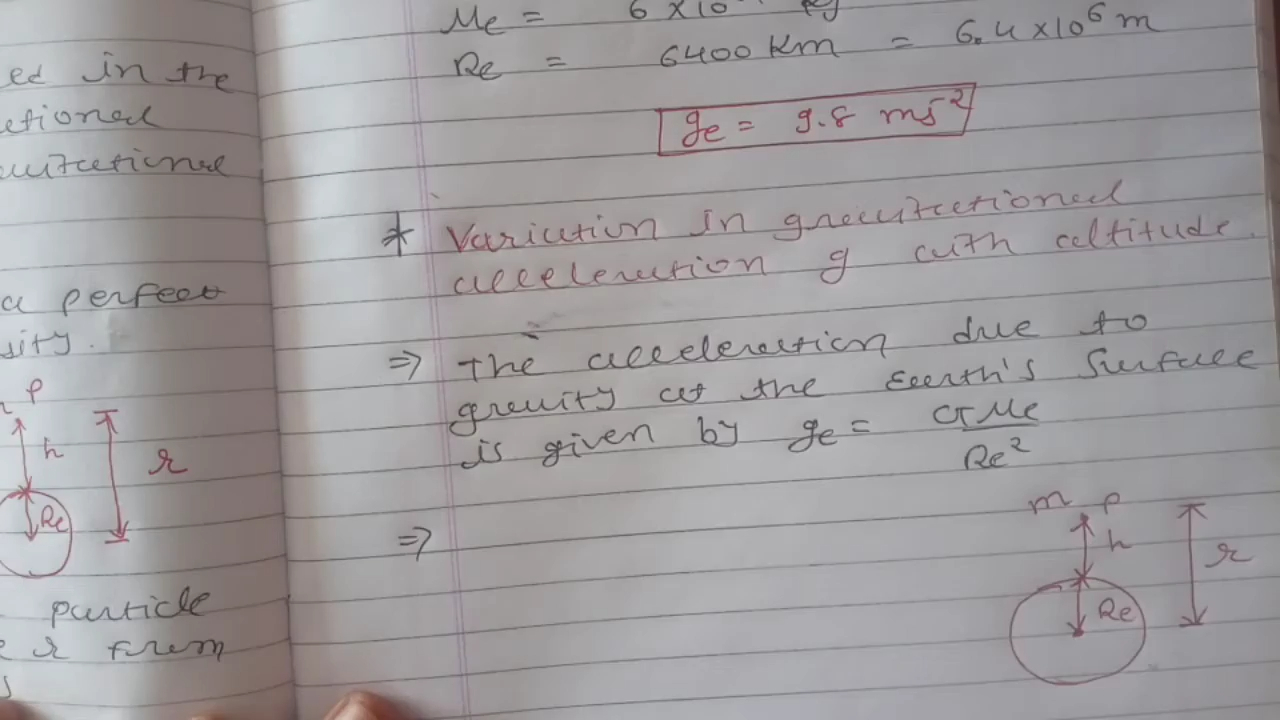 ed in the
a perfect
sity.
P
h
r
Re
particle
r from
Me = 6 × 10
Re = 6400 Km = 6.4 × 10⁶ m
ge = 9.8 ms⁻²
* Variation in gravitational
acceleration g with altitude.
⇒ The acceleration due to
gravity at the Earth's Surface
is given by ge = GMe / Re²
⇒
m P
h
r
Re